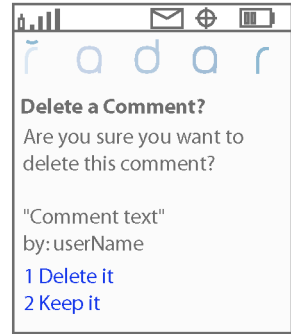 ř a d a r
Delete a Comment?
Are you sure you want to
delete this comment?
"Comment text"
by: userName
1 Delete it
2 Keep it